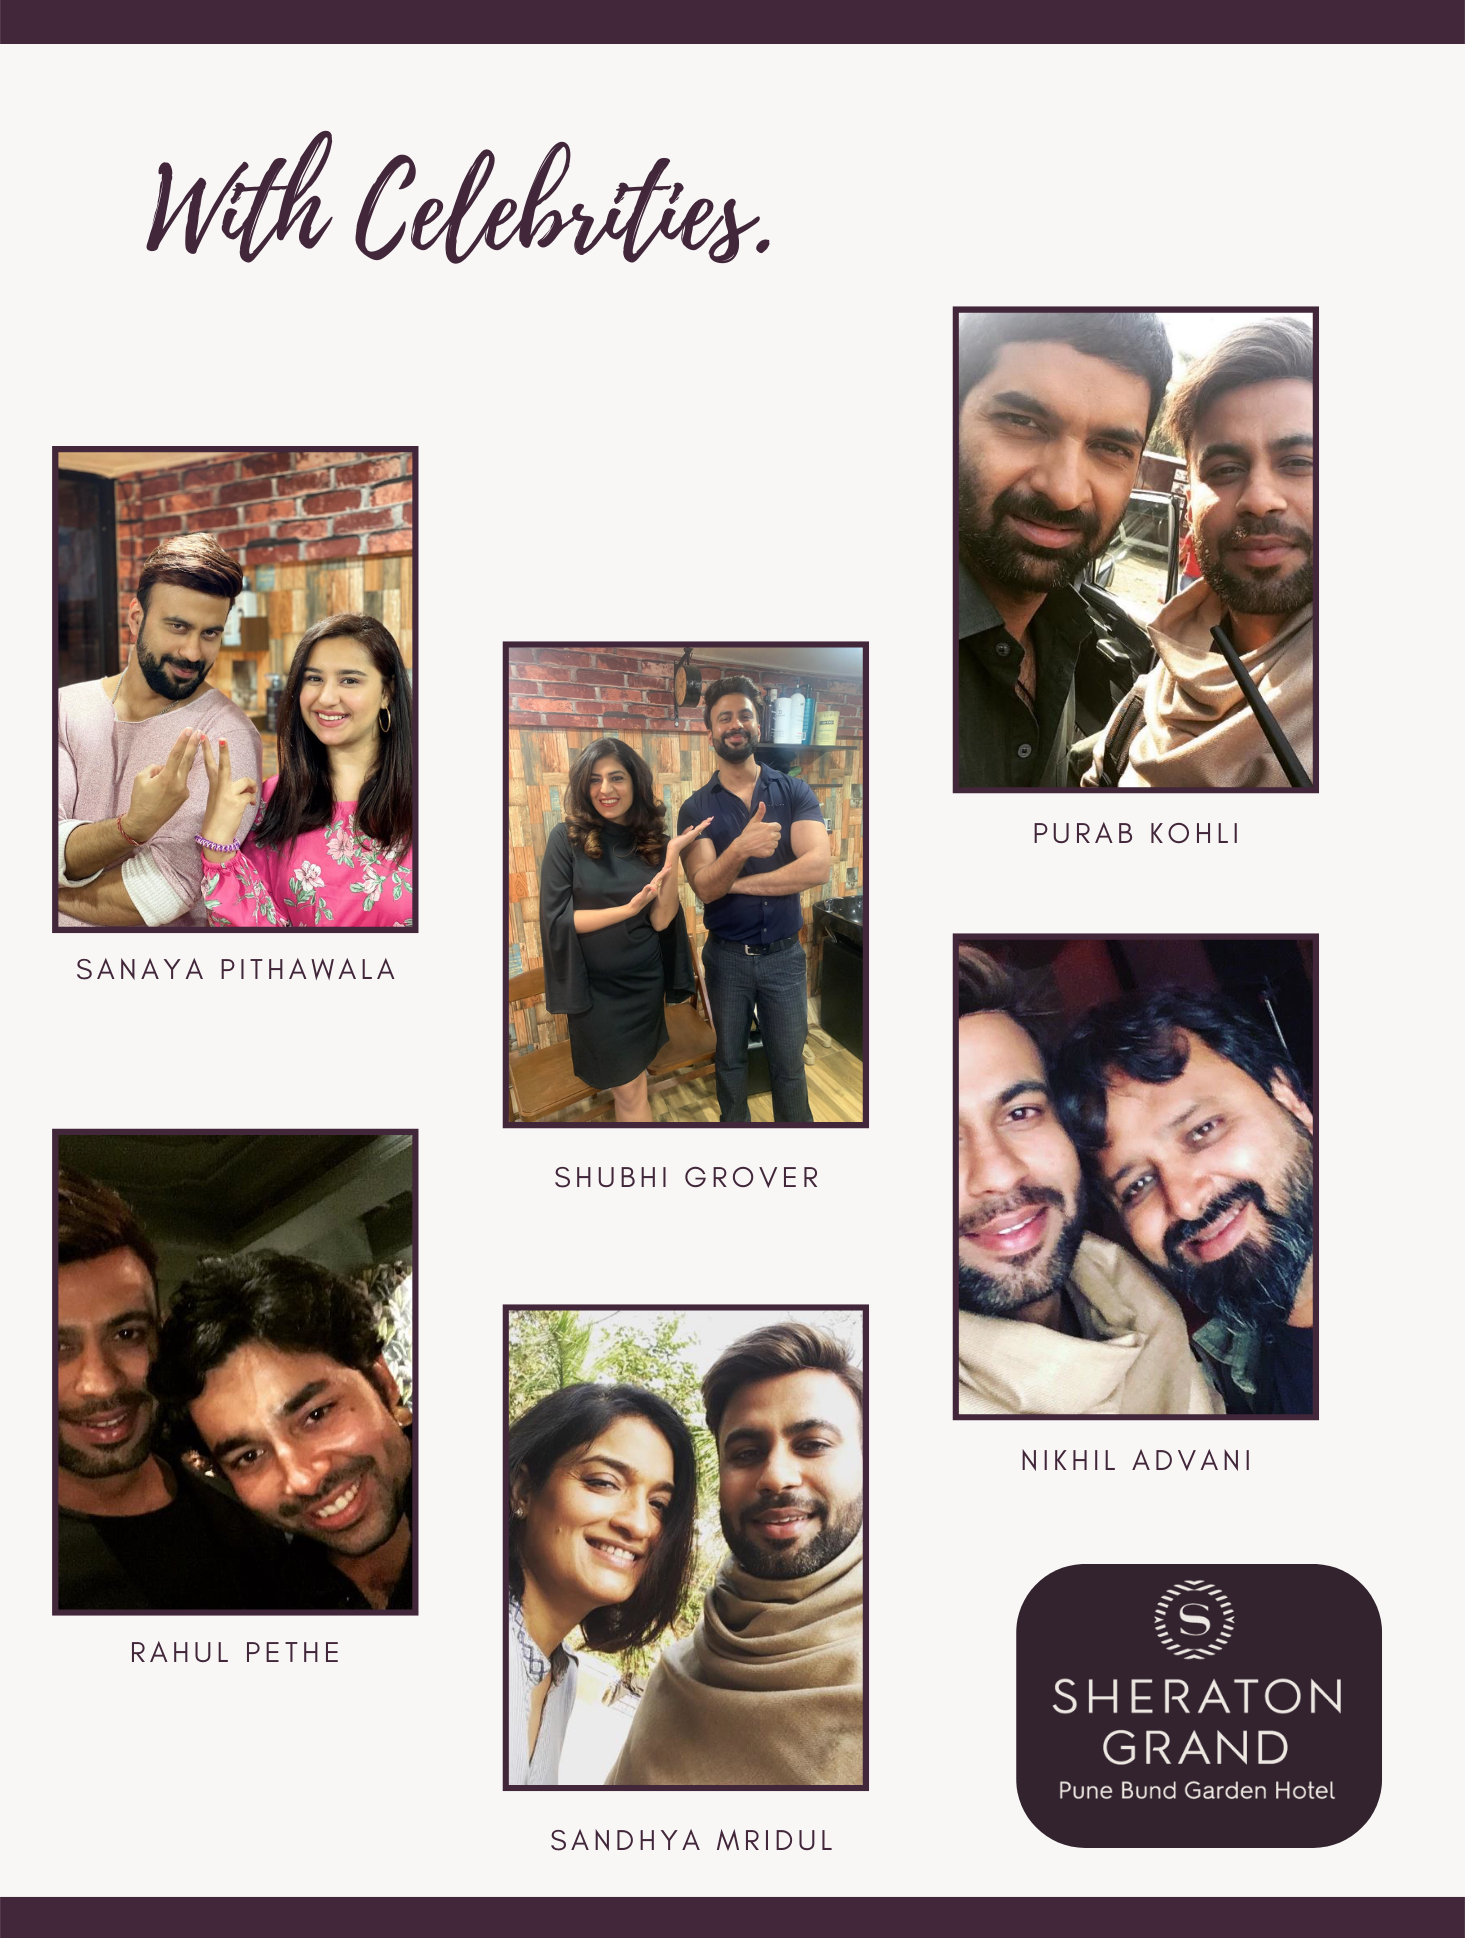 With Celebrities.
PURAB KOHLI
SANAYA PITHAWALA
SHUBHI GROVER
NIKHIL ADVANI
RAHUL PETHE
SANDHYA MRIDUL
S
SHERATON
GRAND
Pune Bund Garden Hotel